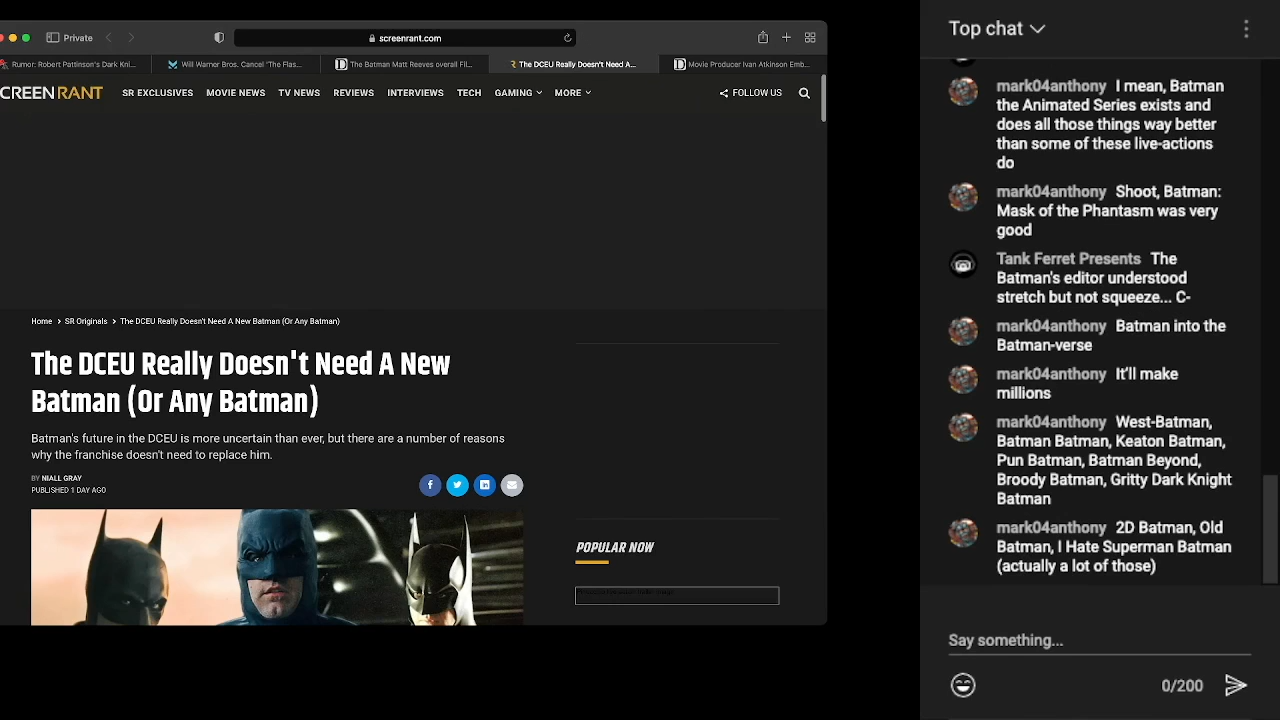 Private
screenrant.com
Rumor: Robert Pattinson's Dark Kni...
Will Warner Bros. Cancel "The Flas...
The Batman Matt Reeves overall Fil...
The DCEU Really Doesn't Need A...
Movie Producer Ivan Atkinson Emb...
CREENRANT
SR EXCLUSIVES
MOVIE NEWS
TV NEWS
REVIEWS
INTERVIEWS
TECH
GAMING
MORE
FOLLOW US
Home > SR Originals > The DCEU Really Doesn't Need A New Batman (Or Any Batman)
The DCEU Really Doesn't Need A New
Batman (Or Any Batman)
Batman's future in the DCEU is more uncertain than ever, but there are a number of reasons
why the franchise doesn't need to replace him.
BY NIALL GRAY
PUBLISHED 1 DAY AGO
POPULAR NOW
Top chat
mark04anthony I mean, Batman
the Animated Series exists and
does all those things way better
than some of these live-actions
do
mark04anthony Shoot, Batman:
Mask of the Phantasm was very
good
Tank Ferret Presents The
Batman's editor understood
stretch but not squeeze... C-
mark04anthony Batman into the
Batman-verse
mark04anthony It'll make
millions
mark04anthony West-Batman,
Batman Batman, Keaton Batman,
Pun Batman, Batman Beyond,
Broody Batman, Gritty Dark Knight
Batman
mark04anthony 2D Batman, Old
Batman, I Hate Superman Batman
(actually a lot of those)
Say something...
0/200